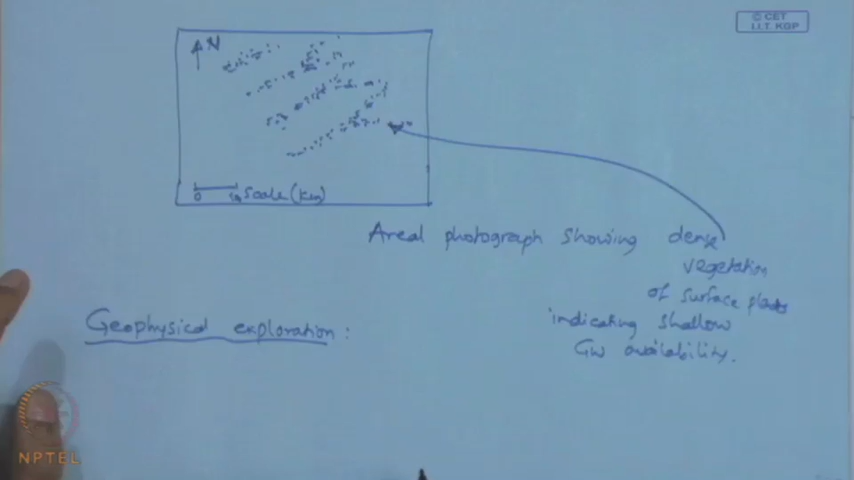 © CET
I.I.T. KGP
N
0 10 Scale (Km)
Areal photograph showing dense
vegetation
of surface plants
indicating shallow
GW availability.
Geophysical exploration :
NPTEL